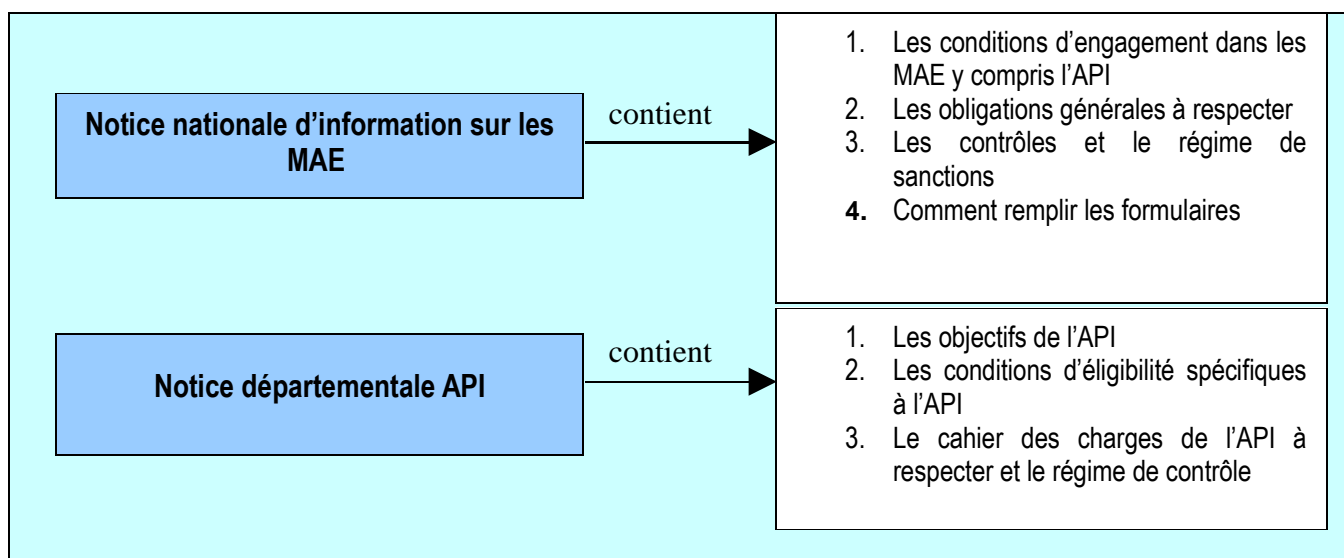 Notice nationale d'information sur les
MAE
contient
1. Les conditions d'engagement dans les
MAE y compris l'API
2. Les obligations générales à respecter
3. Les contrôles et le régime de
sanctions
4. Comment remplir les formulaires
Notice départementale API
contient
1. Les objectifs de l'API
2. Les conditions d'éligibilité spécifiques
à l'API
3. Le cahier des charges de l'API à
respecter et le régime de contrôle